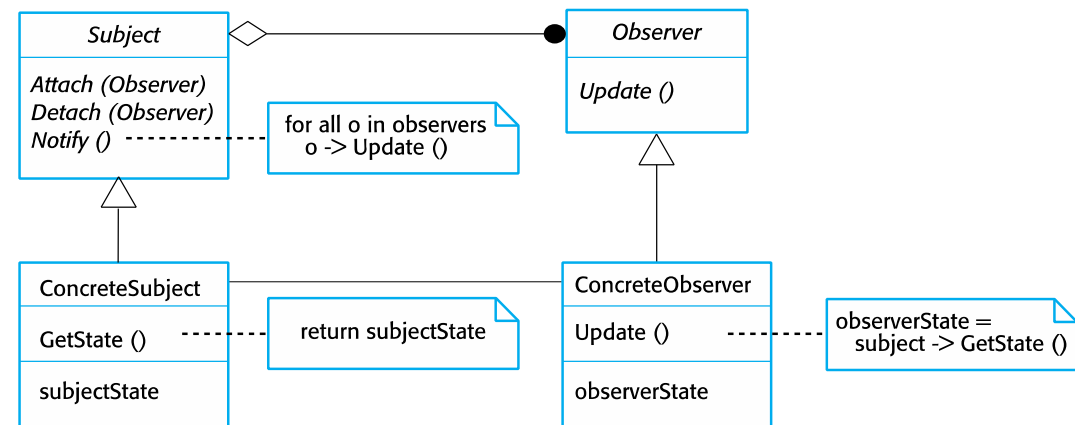 Subject
Attach (Observer)
Detach (Observer)
Notify ()
for all o in observers
o -> Update ()
Observer
Update ()
ConcreteSubject
GetState ()
subjectState
return subjectState
ConcreteObserver
Update ()
observerState
observerState =
subject -> GetState ()